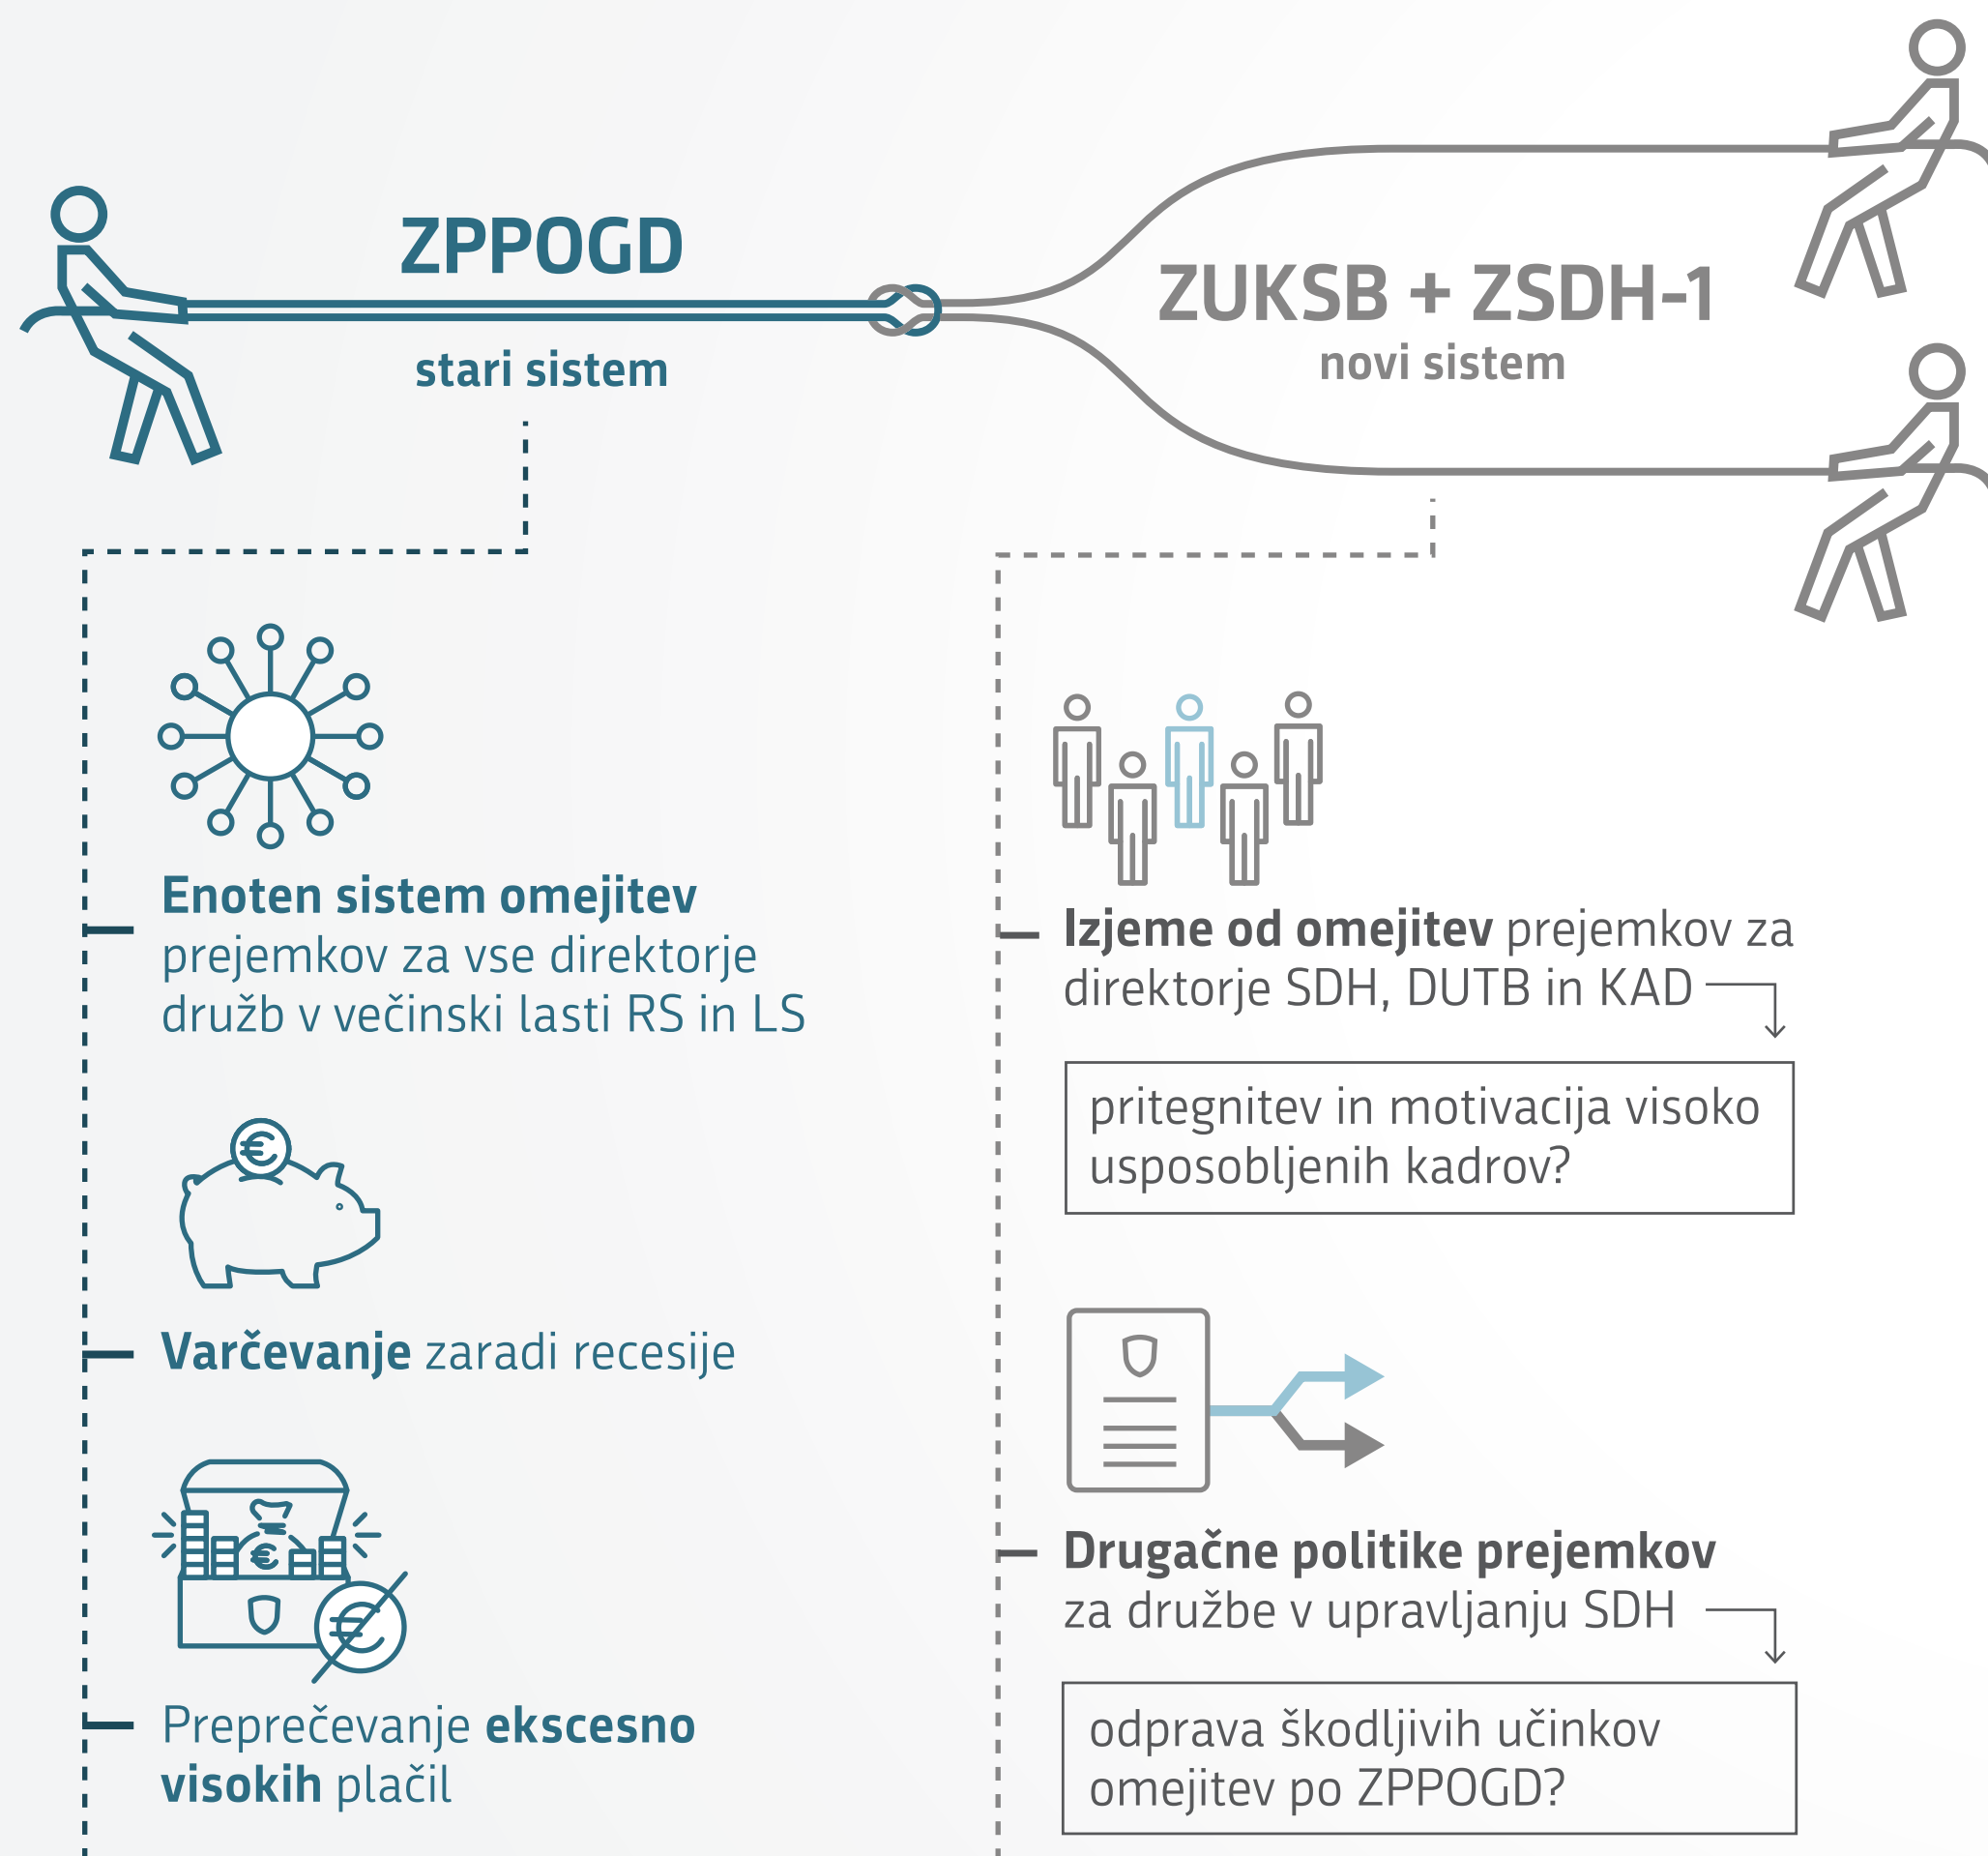 ZPPOGD
stari sistem
ZUKSB + ZSDH-1
novi sistem
Enoten sistem omejitev
prejemkov za vse direktorje
družb v večinski lasti RS in LS
Varčevanje zaradi recesije
Preprečevanje ekscesno
visokih plačil
Izjeme od omejitev prejemkov za
direktorje SDH, DUTB in KAD
pritegnitev in motivacija visoko
usposobljenih kadrov?
Drugačne politike prejemkov
za družbe v upravljanju SDH
odprava škodljivih učinkov
omejitev po ZPPOGD?